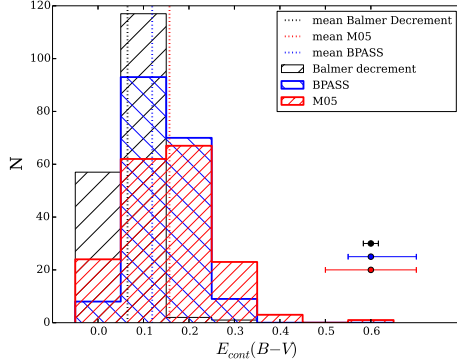 120
100
80
60
40
20
0
N
mean Balmer Decrement
mean M05
mean BPASS
Balmer decrement
BPASS
M05
0.0 0.1 0.2 0.3 0.4 0.5 0.6
E_cont(B−V)